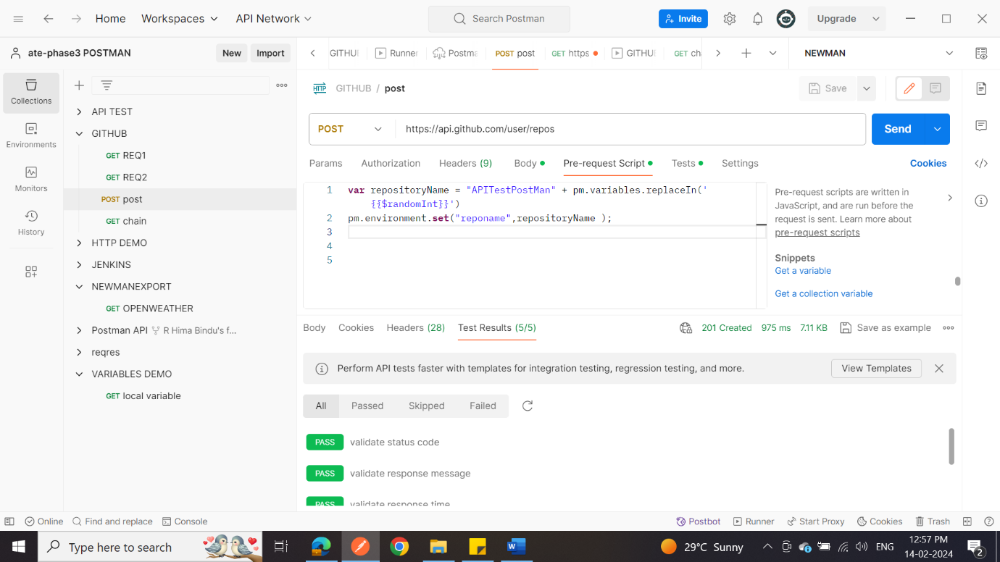 Home Workspaces API Network Search Postman Invite Upgrade
ate-phase3 POSTMAN New Import
GITHU Runner Postma POST post GET https GITHU GET ch NEWMAN
Collections
Environments
Monitors
History
API TEST
GITHUB
GET REQ1
GET REQ2
POST post
GET chain
HTTP DEMO
JENKINS
NEWMANEXPORT
GET OPENWEATHER
Postman API R Hima Bindu's f...
reqres
VARIABLES DEMO
GET local variable
HTTP GITHUB / post Save
POST https://api.github.com/user/repos Send
Params Authorization Headers (9) Body Pre-request Script Tests Settings Cookies
1 var repositoryName = "APITestPostMan" + pm.variables.replaceIn('
{{$randomInt}}')
2 pm.environment.set("reponame",repositoryName );
3
4
5
Pre-request scripts are written in
JavaScript, and are run before the
request is sent. Learn more about
pre-request scripts
Snippets
Get a variable
Get a collection variable
Body Cookies Headers (28) Test Results (5/5) 201 Created 975 ms 7.11 KB Save as example
Perform API tests faster with templates for integration testing, regression testing, and more. View Templates
All Passed Skipped Failed
PASS validate status code
PASS validate response message
PASS validate response time
Online Find and replace Console Postbot Runner Start Proxy Cookies Trash
Type here to search 29°C Sunny ENG 12:57 PM
14-02-2024 2